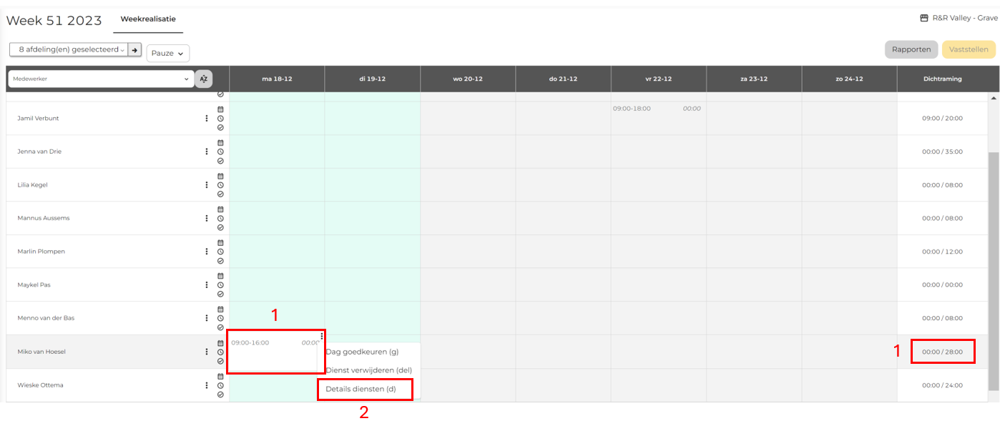 Week 51 2023 Weekrealisatie R&R Valley - Grave
8 afdeling(en) geselecteerd Pauze Rapporten Vaststellen
Medewerker AZ ma 18-12 di 19-12 wo 20-12 do 21-12 vr 22-12 za 23-12 zo 24-12 Dichtraming
Jamil Verbunt 09:00-18:00 00:00 09:00 / 20:00
Jenna van Drie 00:00 / 35:00
Lilia Kegel 00:00 / 08:00
Mannus Aussems 00:00 / 08:00
Marlin Plompen 00:00 / 12:00
Maykel Pas 00:00 / 00:00
Menno van der Bas 1 00:00 / 08:00
Miko van Hoesel 09:00-16:00 00:00 Dag goedkeuren (g) 1 00:00 / 28:00
Dienst verwijderen (del)
Wieske Ottema Details diensten (d) 00:00 / 24:00
2